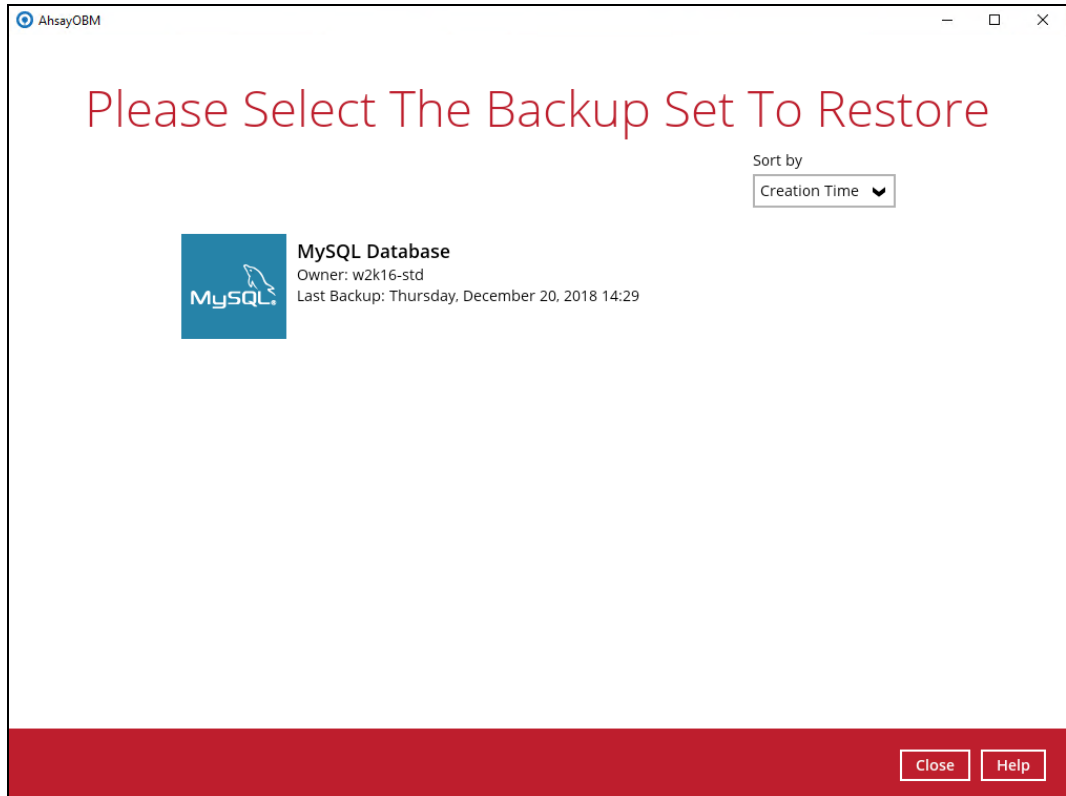 AhsayOBM
Please Select The Backup Set To Restore
Sort by
Creation Time
MySQL
MySQL Database
Owner: w2k16-std
Last Backup: Thursday, December 20, 2018 14:29
Close
Help